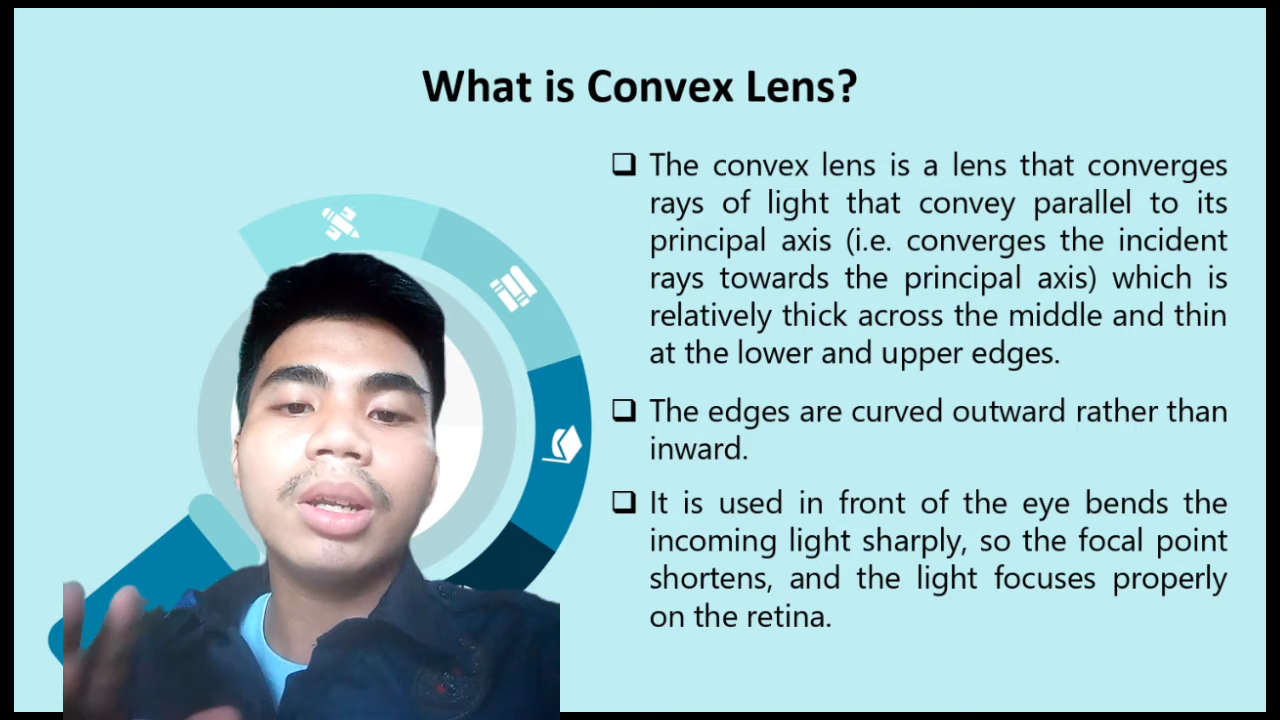 What is Convex Lens?
The convex lens is a lens that converges
rays of light that convey parallel to its
principal axis (i.e. converges the incident
rays towards the principal axis) which is
relatively thick across the middle and thin
at the lower and upper edges.
The edges are curved outward rather than
inward.
It is used in front of the eye bends the
incoming light sharply, so the focal point
shortens, and the light focuses properly
on the retina.